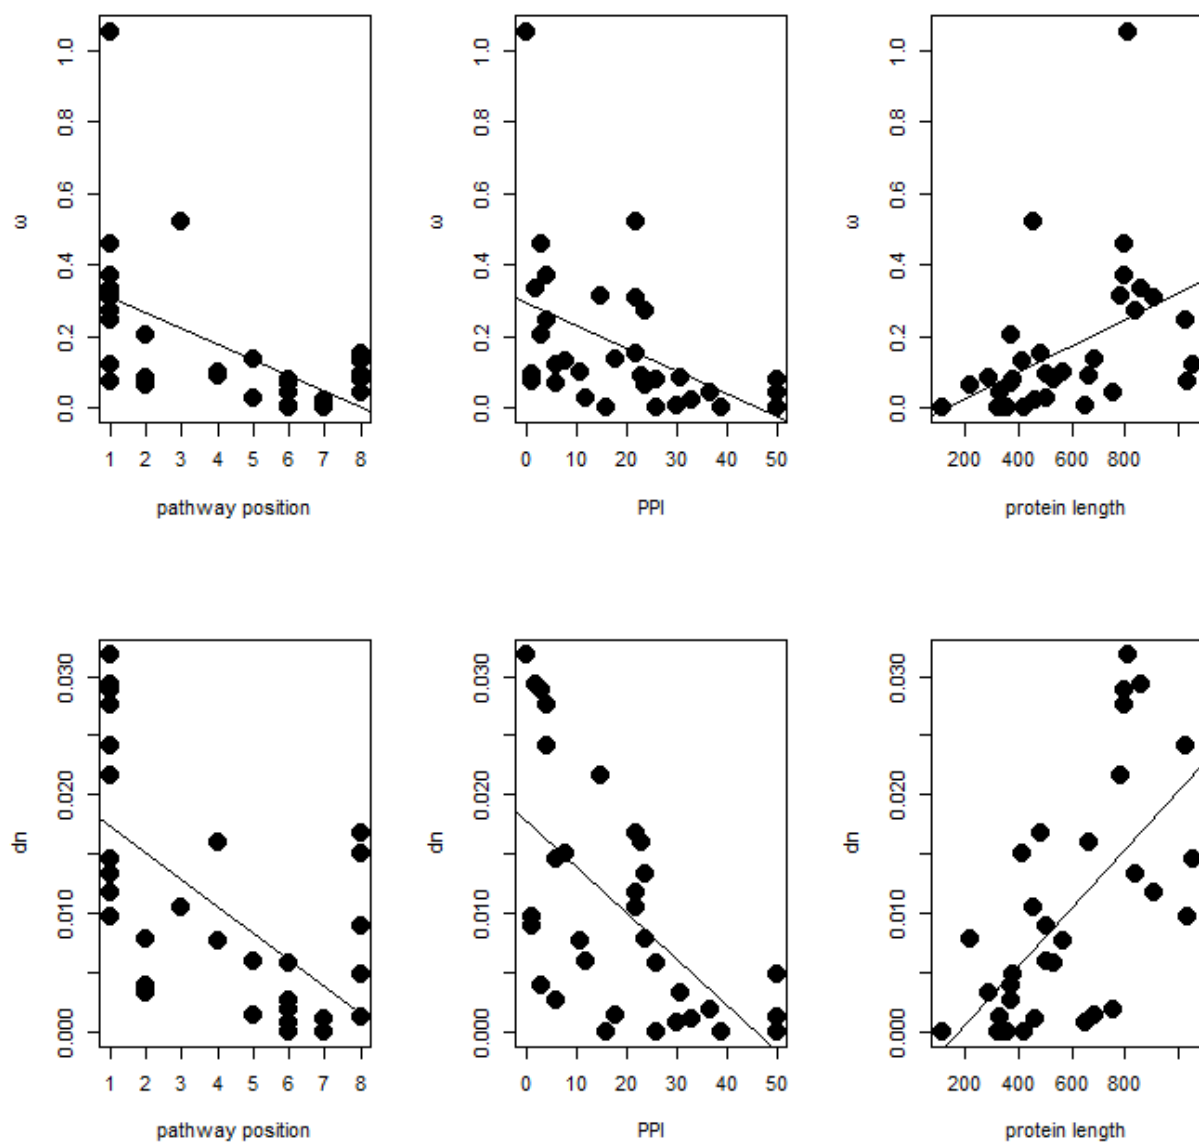 ω
0.0 0.2 0.4 0.6 0.8 1.0
1 2 3 4 5 6 7 8
pathway position
ω
0.0 0.2 0.4 0.6 0.8 1.0
0 10 20 30 40 50
PPI
ω
0.0 0.2 0.4 0.6 0.8 1.0
200 400 600 800
protein length
dn
0.000 0.010 0.020 0.030
1 2 3 4 5 6 7 8
pathway position
dn
0.000 0.010 0.020 0.030
0 10 20 30 40 50
PPI
dn
0.000 0.010 0.020 0.030
200 400 600 800
protein length